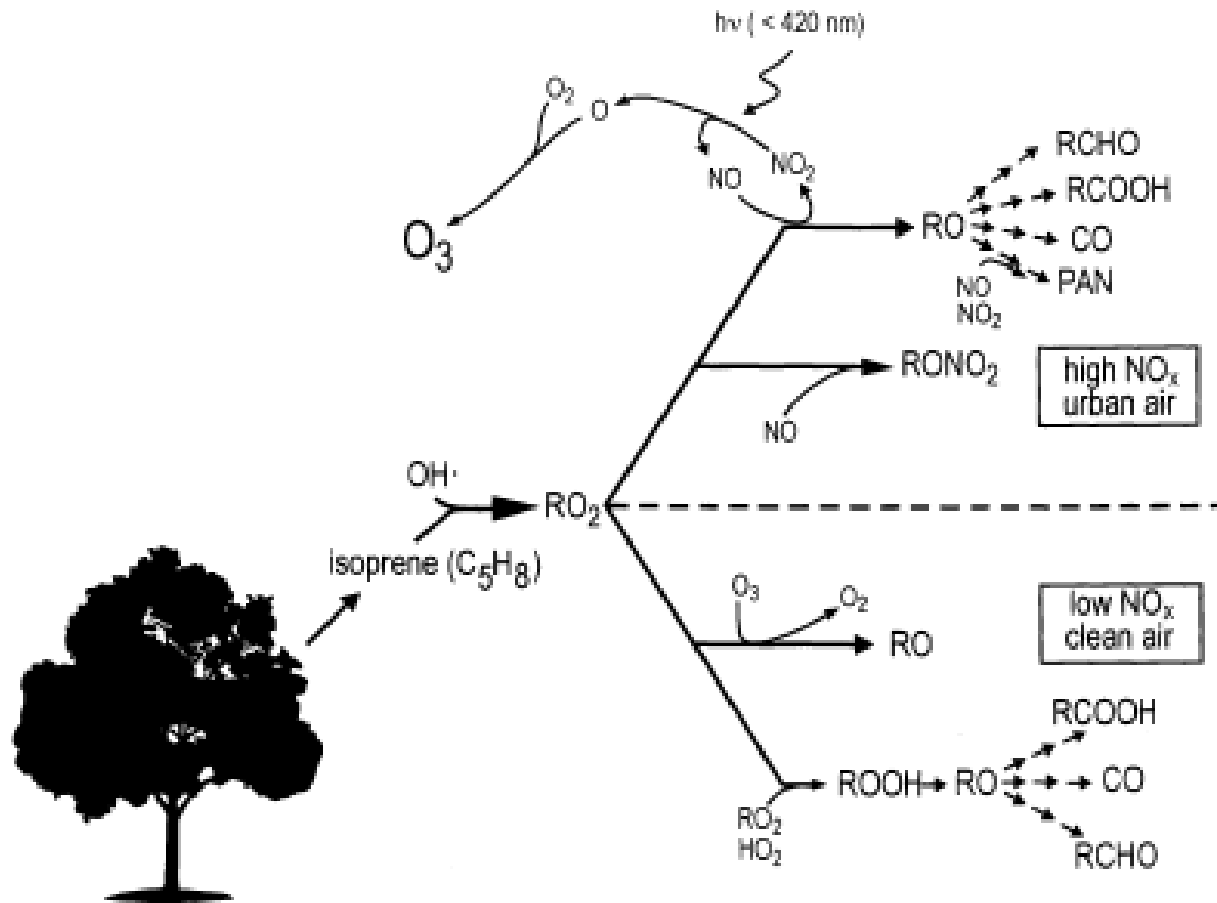 hν ( < 420 nm)
O₂
O
NO
NO₂
O₃
RO
RCHO
RCOOH
CO
PAN
NO
NO₂
RONO₂
NO
high NOₓ
urban air
OH·
RO₂
isoprene (C₅H₈)
O₃
O₂
RO
low NOₓ
clean air
RO₂
HO₂
ROOH
RO
RCOOH
CO
RCHO